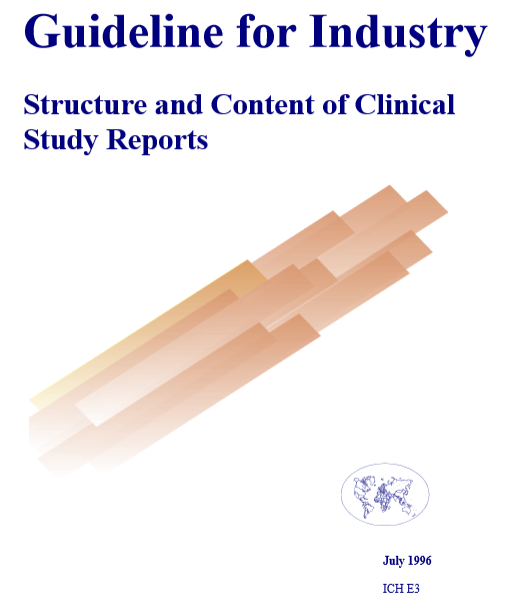 Guideline for Industry
Structure and Content of Clinical
Study Reports
July 1996
ICH E3